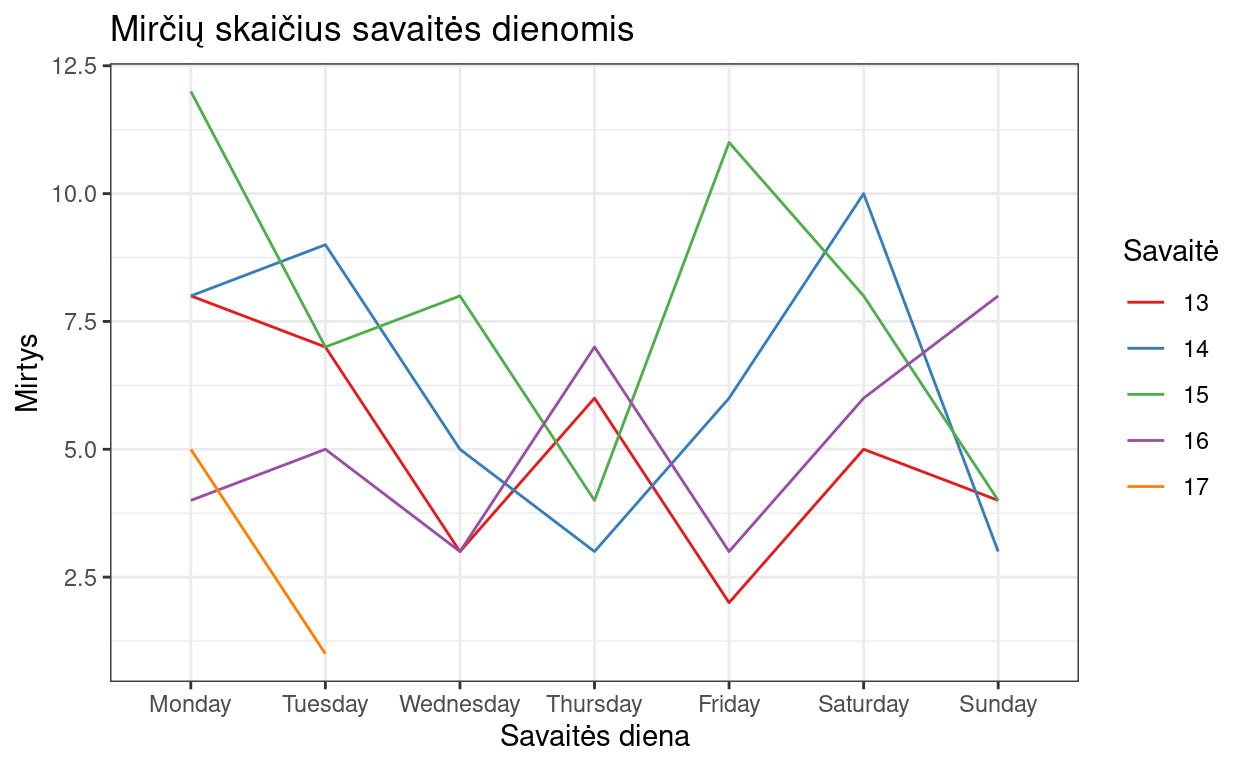 Mirčių skaičius savaitės dienomis
12.5
10.0
7.5
5.0
2.5
Mirtys
Monday Tuesday Wednesday Thursday Friday Saturday Sunday
Savaitės diena
Savaitė
13
14
15
16
17